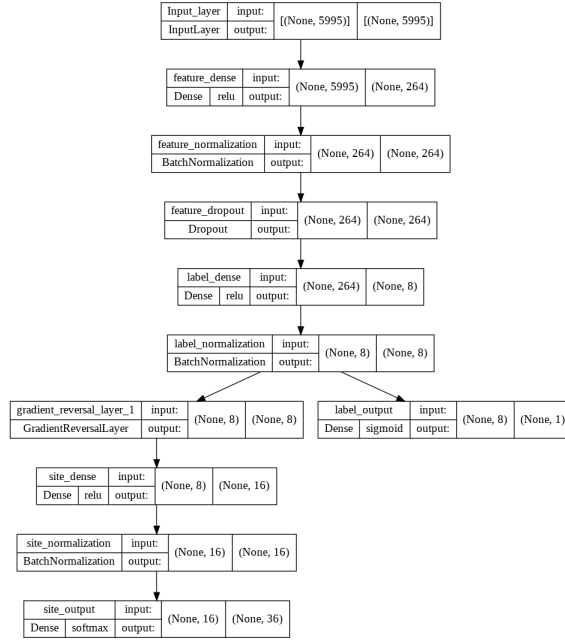 Input_layer input: [(None, 5995)] [(None, 5995)]
InputLayer output:
feature_dense input: (None, 5995) (None, 264)
Dense relu output:
feature_normalization input: (None, 264) (None, 264)
BatchNormalization output:
feature_dropout input: (None, 264) (None, 264)
Dropout output:
label_dense input: (None, 264) (None, 8)
Dense relu output:
label_normalization input: (None, 8) (None, 8)
BatchNormalization output:
gradient_reversal_layer_1 input: (None, 8) (None, 8)
GradientReversalLayer output:
label_output input: (None, 8) (None, 1)
Dense sigmoid output:
site_dense input: (None, 8) (None, 16)
Dense relu output:
site_normalization input: (None, 16) (None, 16)
BatchNormalization output:
site_output input: (None, 16) (None, 36)
Dense softmax output: